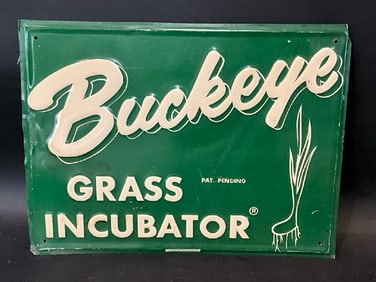 Buckeye
GRASS
PAT. PENDING
INCUBATOR®